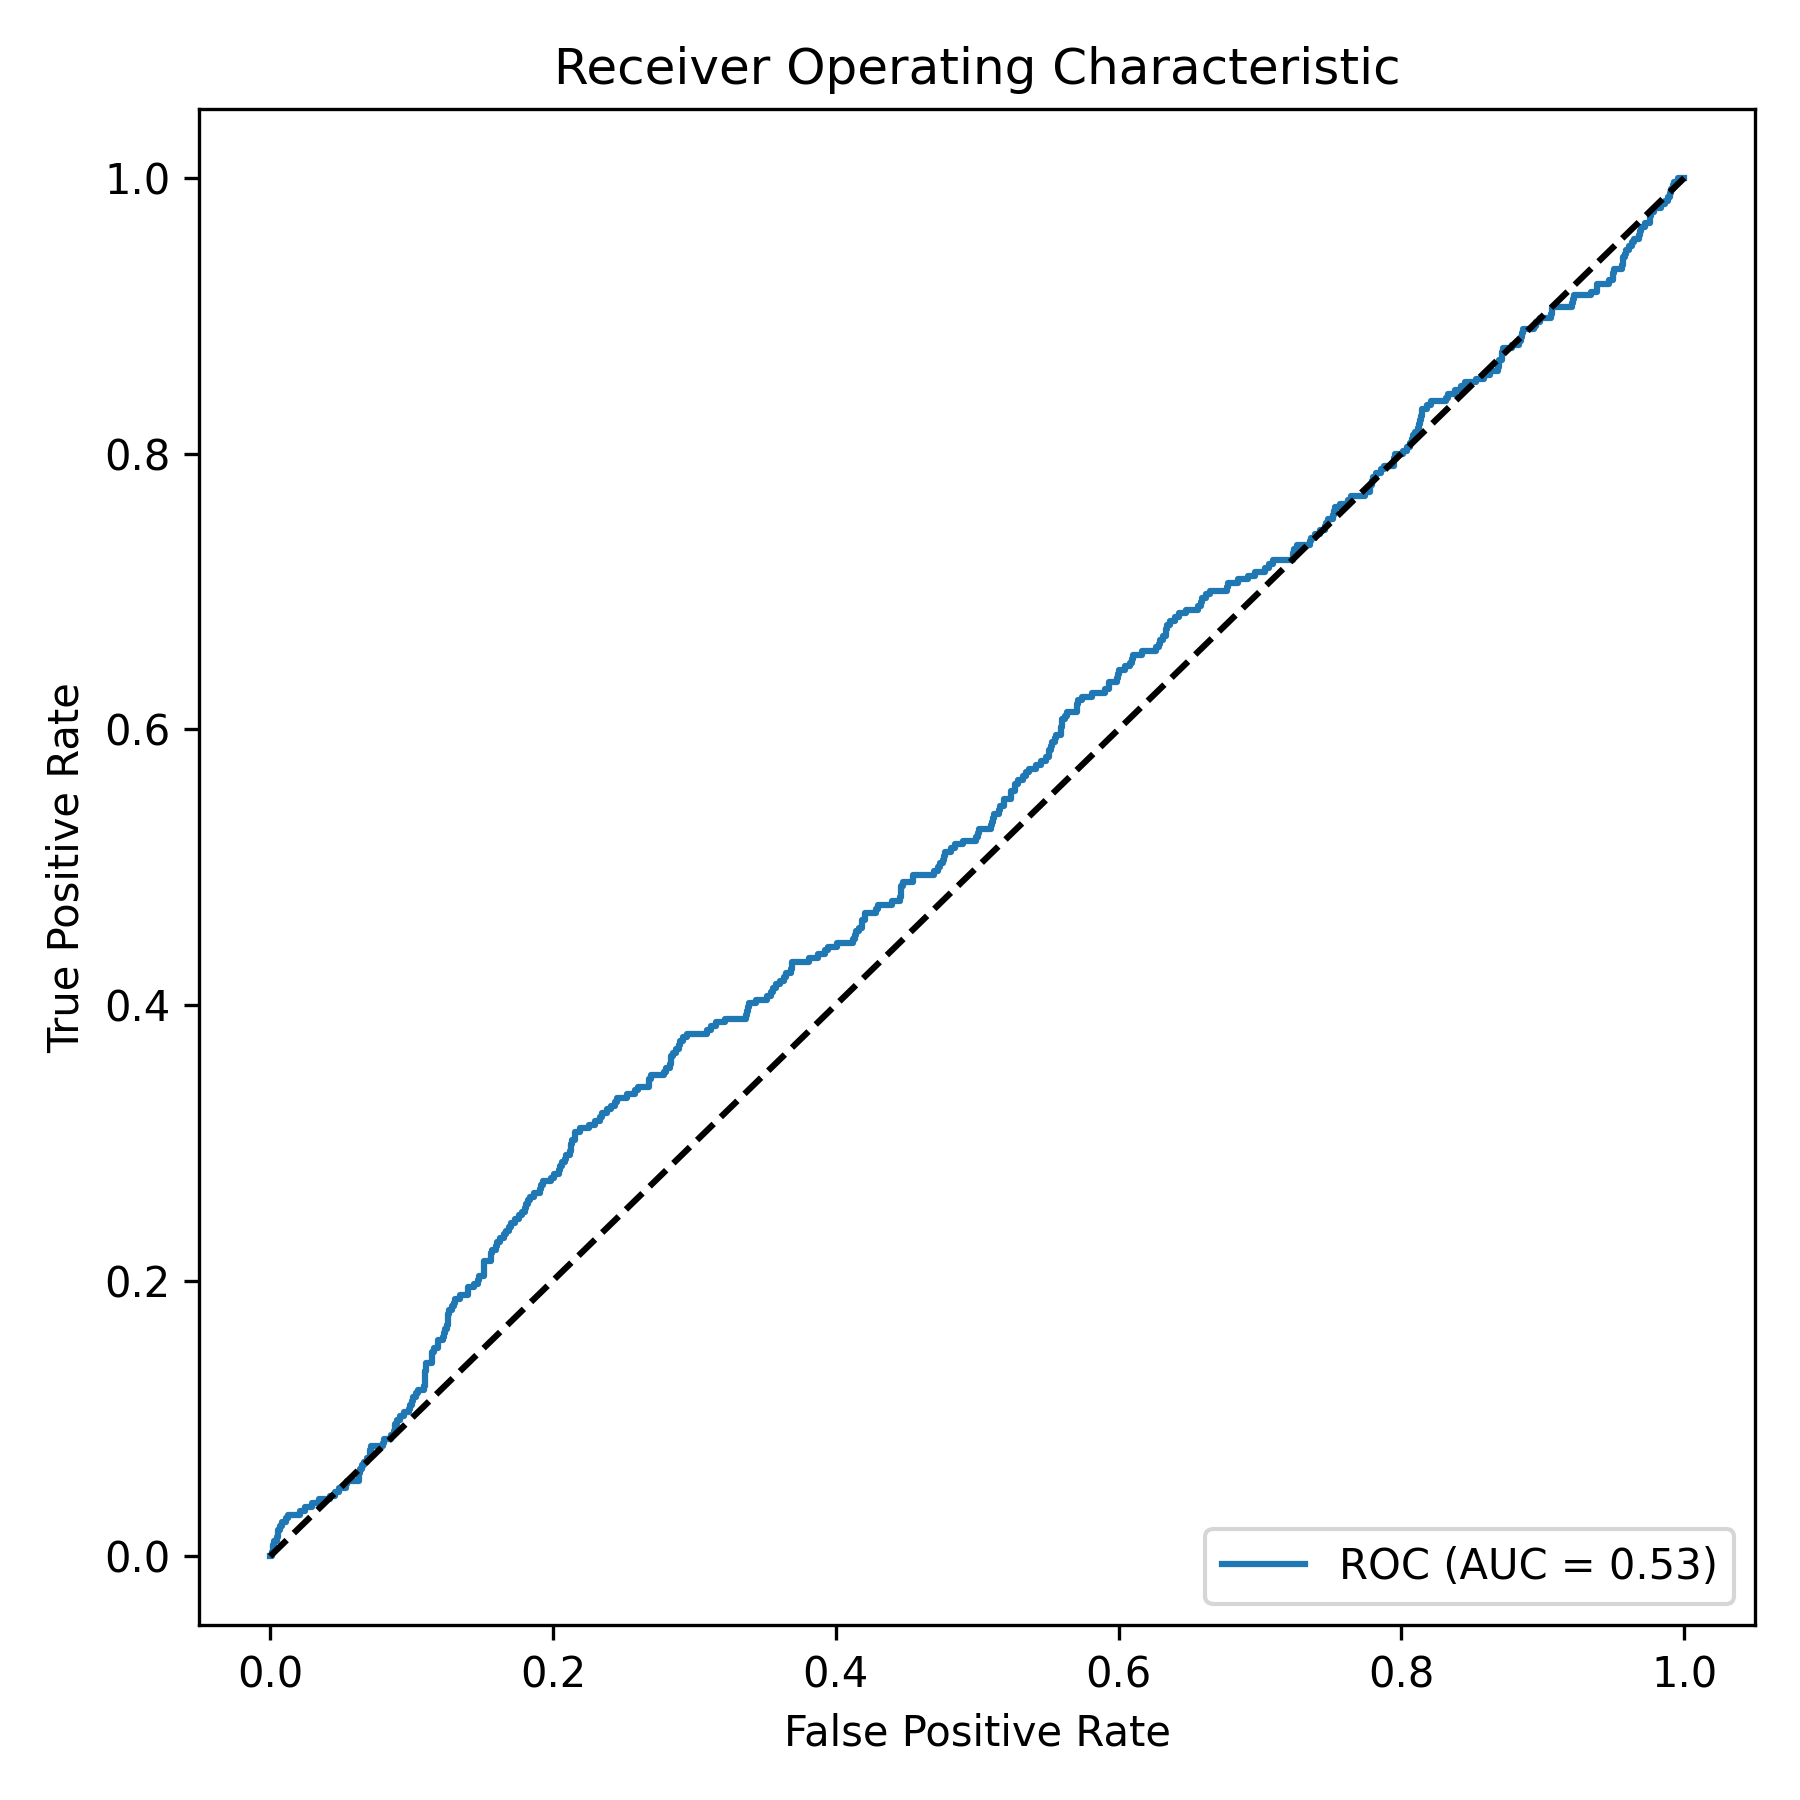 Receiver Operating Characteristic
1.0
0.8
0.6
0.4
0.2
0.0
True Positive Rate
ROC (AUC = 0.53)
0.0 0.2 0.4 0.6 0.8 1.0
False Positive Rate